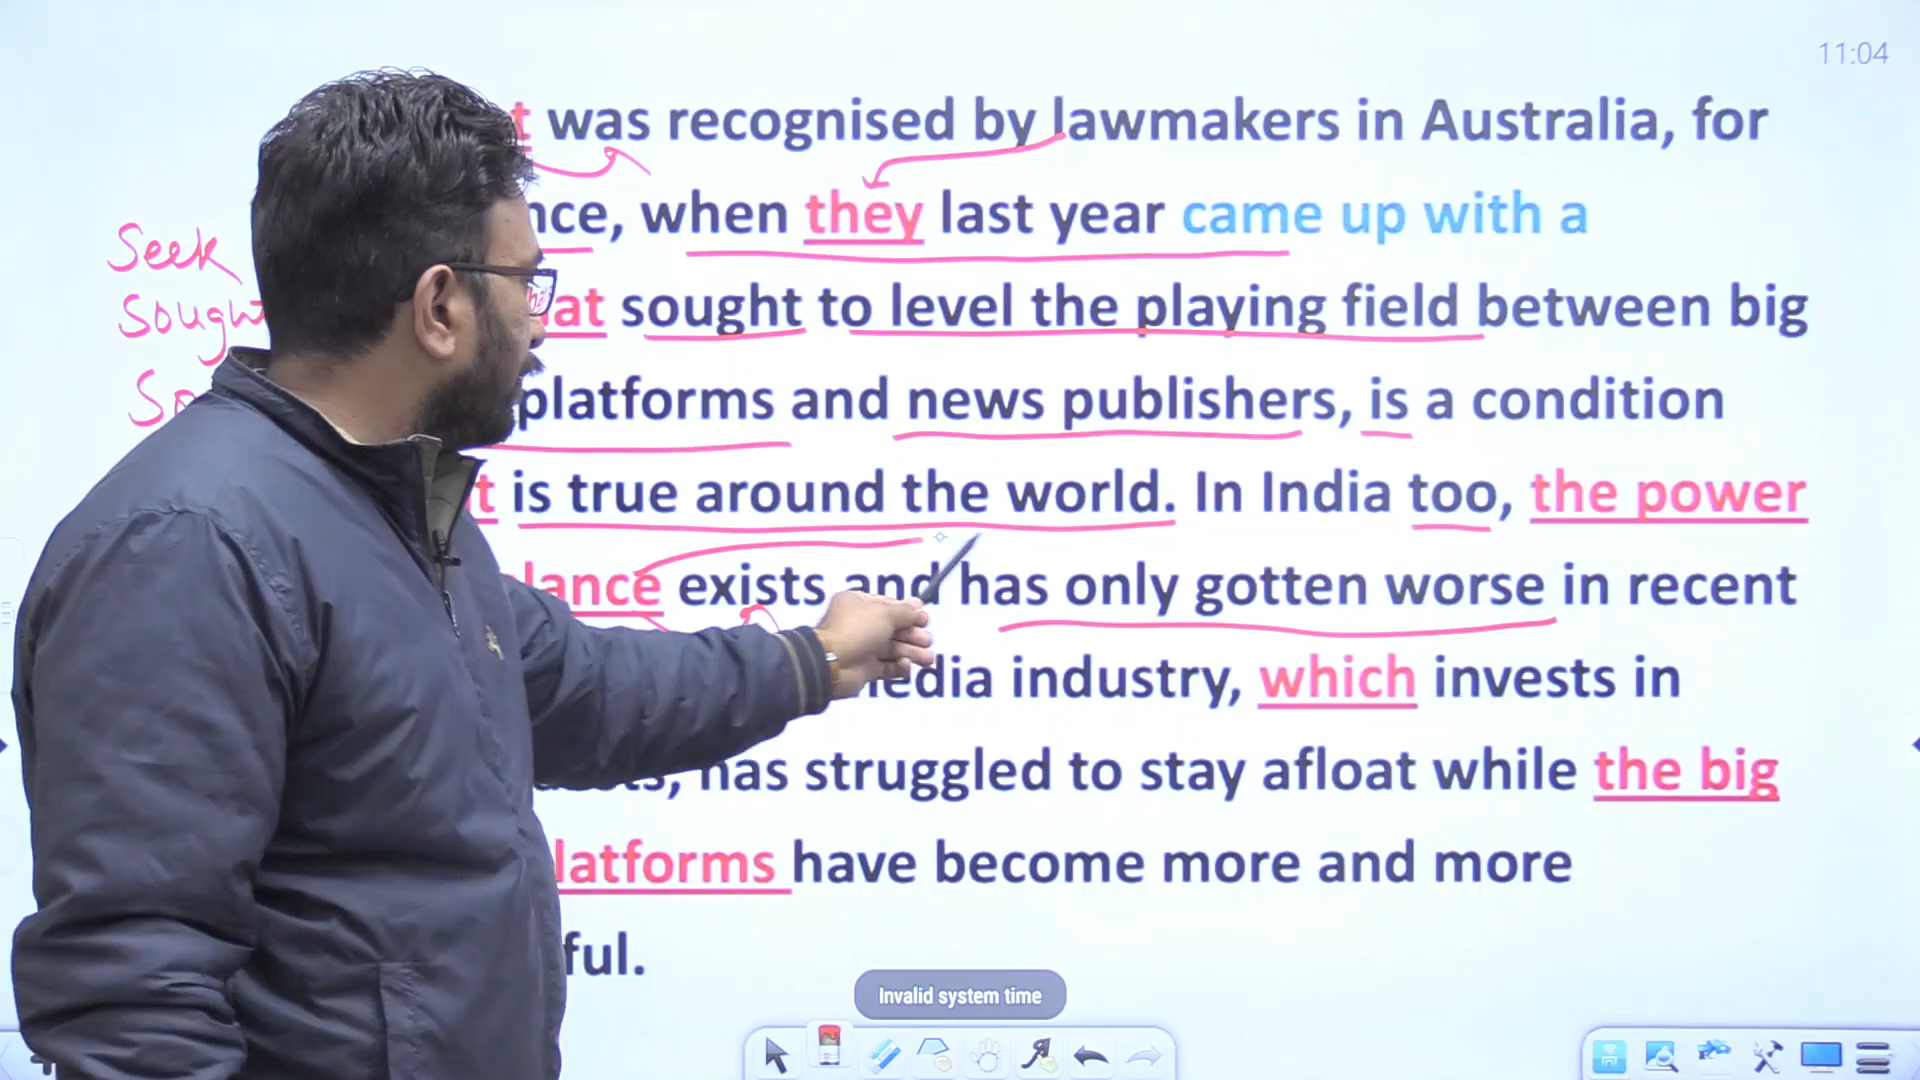 11:04
was recognised by lawmakers in Australia, for
nce, when they last year came up with a
Seek
hat sought to level the playing field between big
Sought
platforms and news publishers, is a condition
t is true around the world. In India too, the power
lance exists and has only gotten worse in recent
media industry, which invests in
has struggled to stay afloat while the big
latforms have become more and more
ful.
Invalid system time